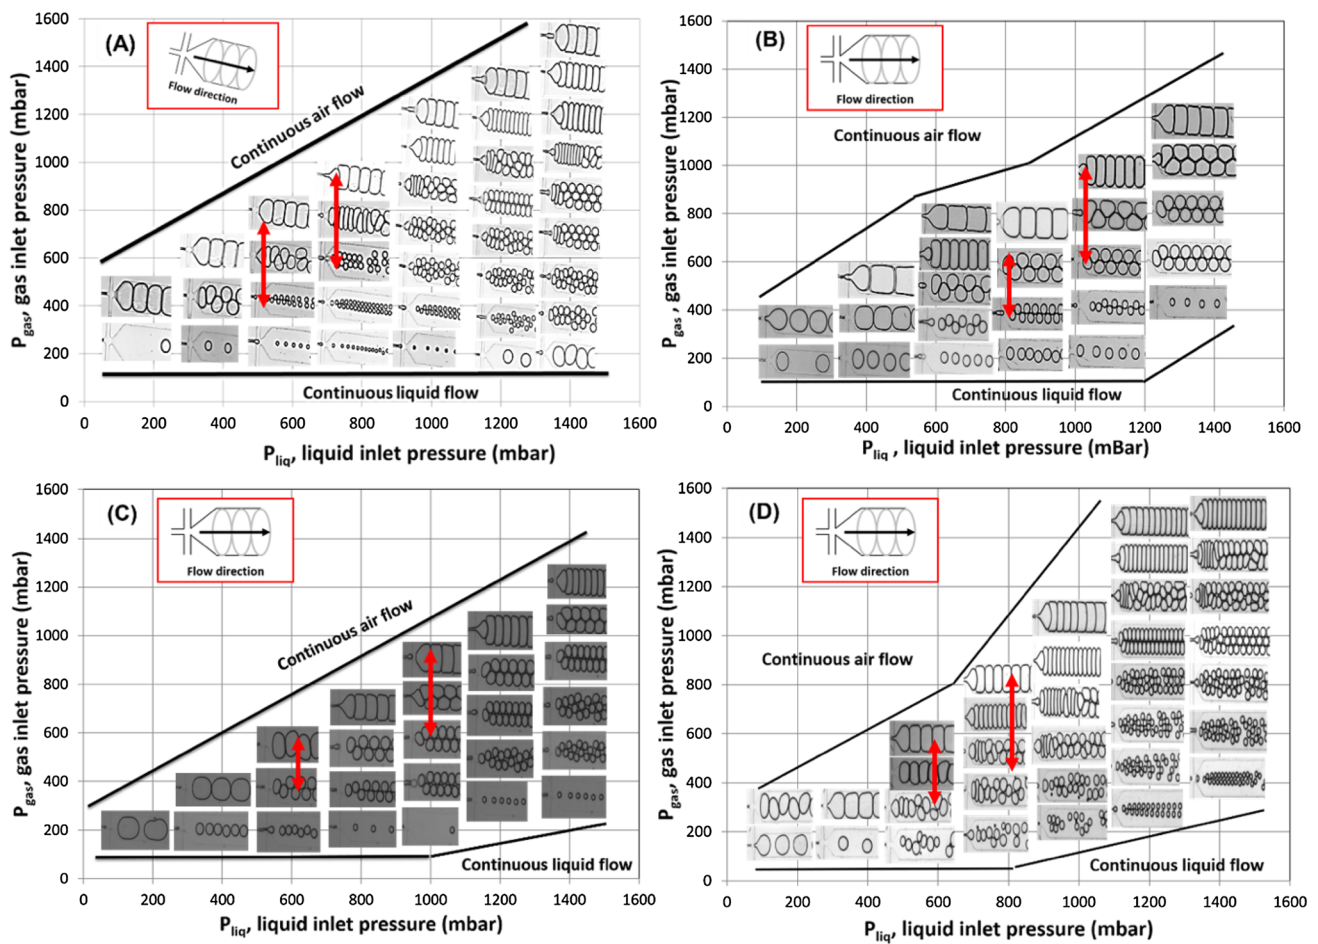 (A)
Flow direction
Continuous air flow
Continuous liquid flow
1600
1400
1200
1000
800
600
400
200
0
0 200 400 600 800 1000 1200 1400 1600
Pgas, gas inlet pressure (mbar)
Pliq, liquid inlet pressure (mbar)
(B)
Flow direction
Continuous air flow
Continuous liquid flow
1600
1400
1200
1000
800
600
400
200
0
0 200 400 600 800 1000 1200 1400 1600
Pgas, gas inlet pressure (mbar)
Pliq , liquid inlet pressure (mBar)
(C)
Flow direction
Continuous air flow
Continuous liquid flow
1600
1400
1200
1000
800
600
400
200
0
0 200 400 600 800 1000 1200 1400 1600
Pgas, gas inlet pressure (mbar)
Pliq, liquid inlet pressure (mbar)
(D)
Flow direction
Continuous air flow
Continuous liquid flow
1600
1400
1200
1000
800
600
400
200
0
0 200 400 600 800 1000 1200 1400 1600
Pgas, gas inlet pressure (mbar)
Pliq, liquid inlet pressure (mbar)